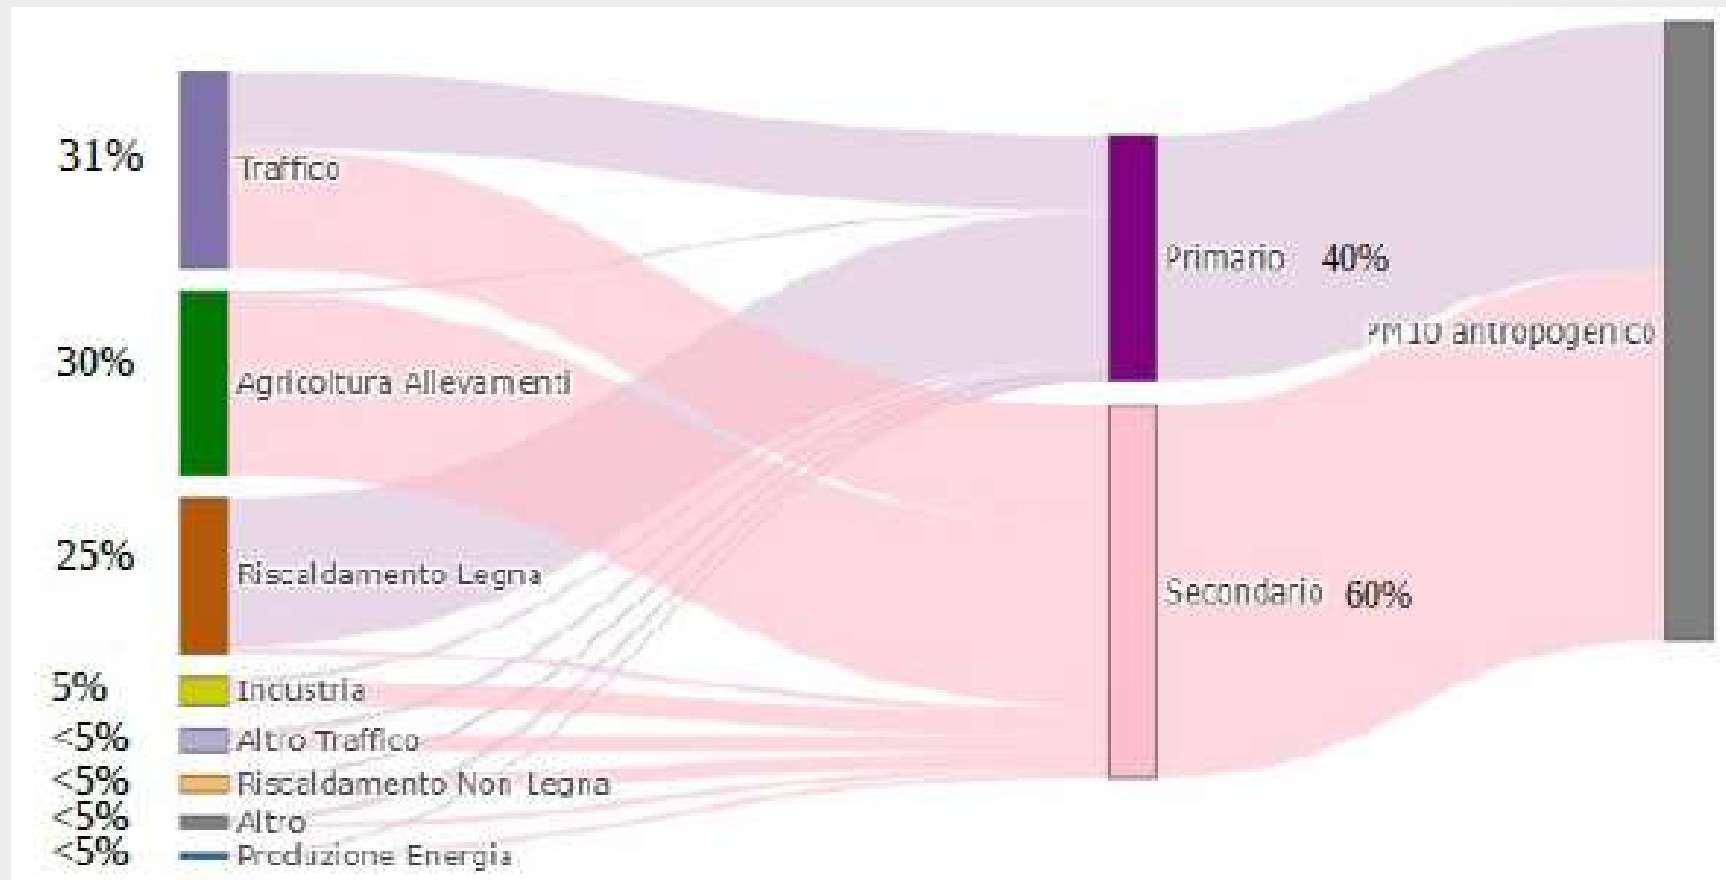 31%
Traffico
30%
Agricoltura Allevamenti
25%
Riscaldamento Legna
5%
Industria
<5%
Altro Traffico
<5%
Riscaldamento Non Legna
<5%
Altro
<5%
Produzione Energia
Primario 40%
Secondario 60%
PM10 antropogenico